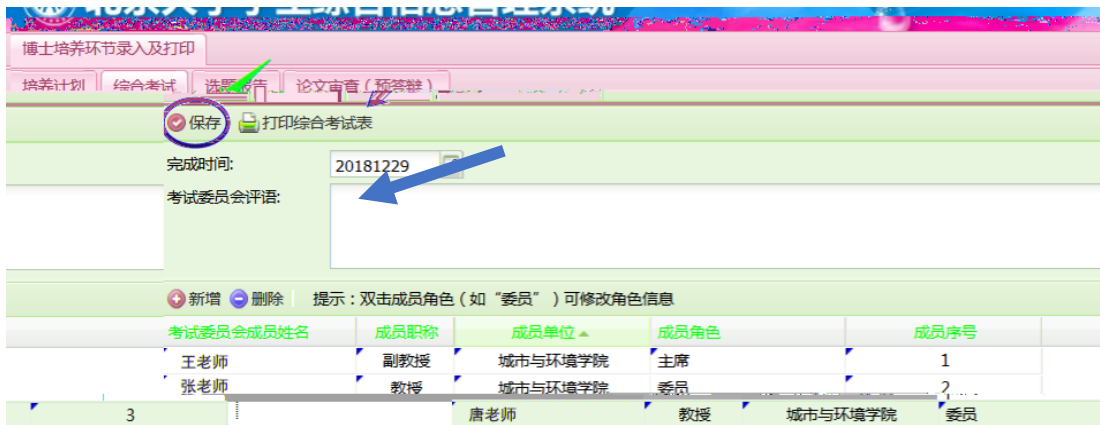 博士培养环节录入及打印
培养计划 综合考试 选题报告 论文审查（预答辩）
保存 打印综合考试表
完成时间: 20181229
考试委员会评语:
新增 删除 提示：双击成员角色（如“委员”）可修改角色信息
考试委员会成员姓名 成员职称 成员单位 成员角色 成员序号
王老师 副教授 城市与环境学院 主席 1
张老师 教授 城市与环境学院 委员 2
3 唐老师 教授 城市与环境学院 委员